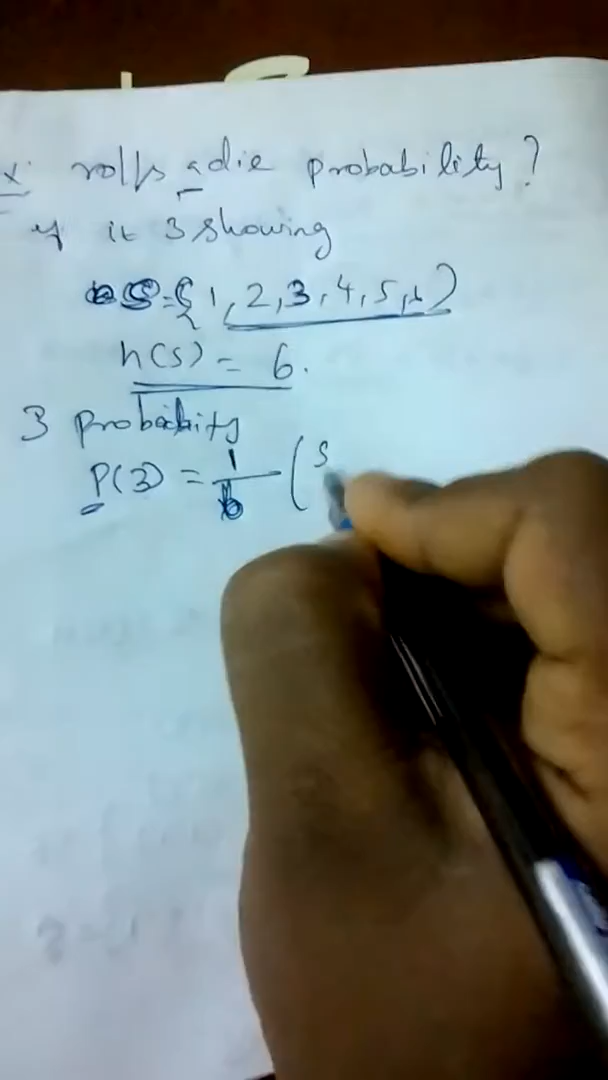 x. rolls a die probability?
if it 3 showing
S = { 1, 2, 3, 4, 5, 6 }
n(s) = 6.
3 probability
P(3) = 1/6 ( s